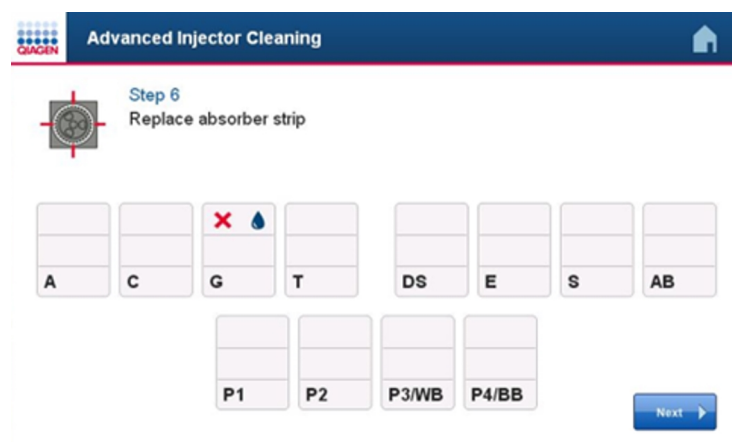 QIAGEN
Advanced Injector Cleaning
Step 6
Replace absorber strip
A C G T DS E S AB
P1 P2 P3/WB P4/BB
Next